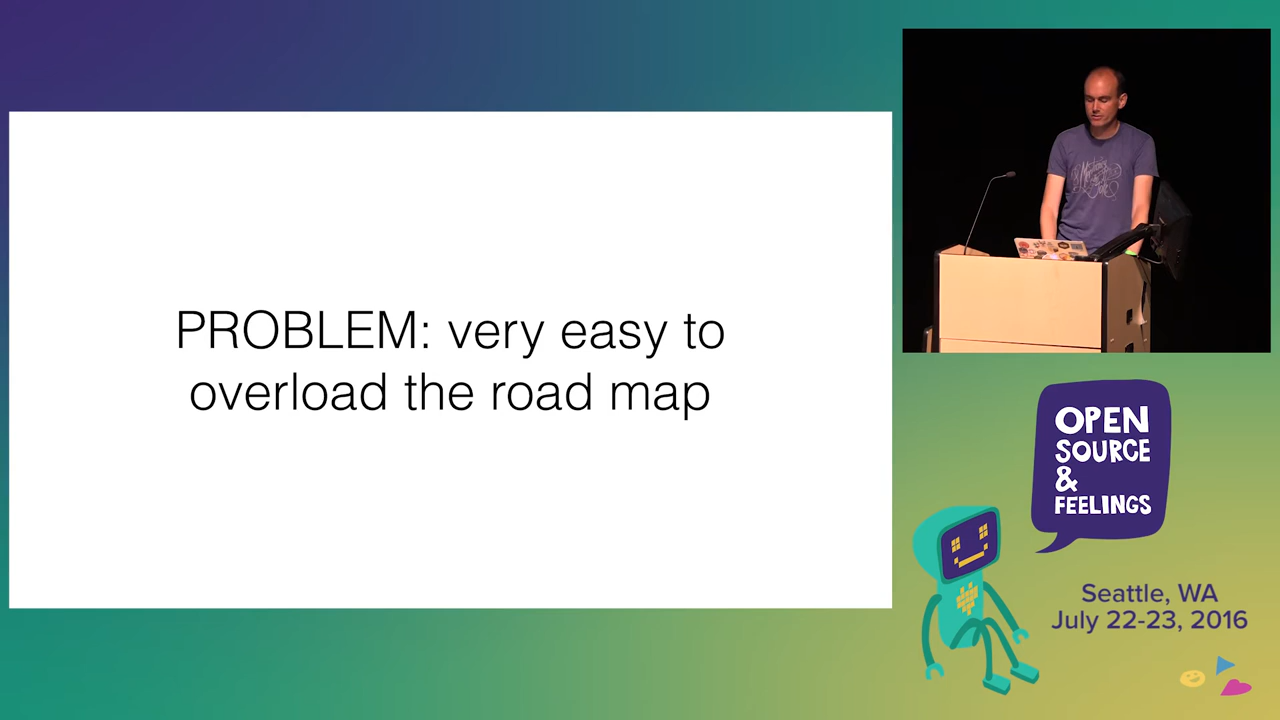 PROBLEM: very easy to
overload the road map
OPEN
SOURCE
&
FEELINGS
Seattle, WA
July 22-23, 2016